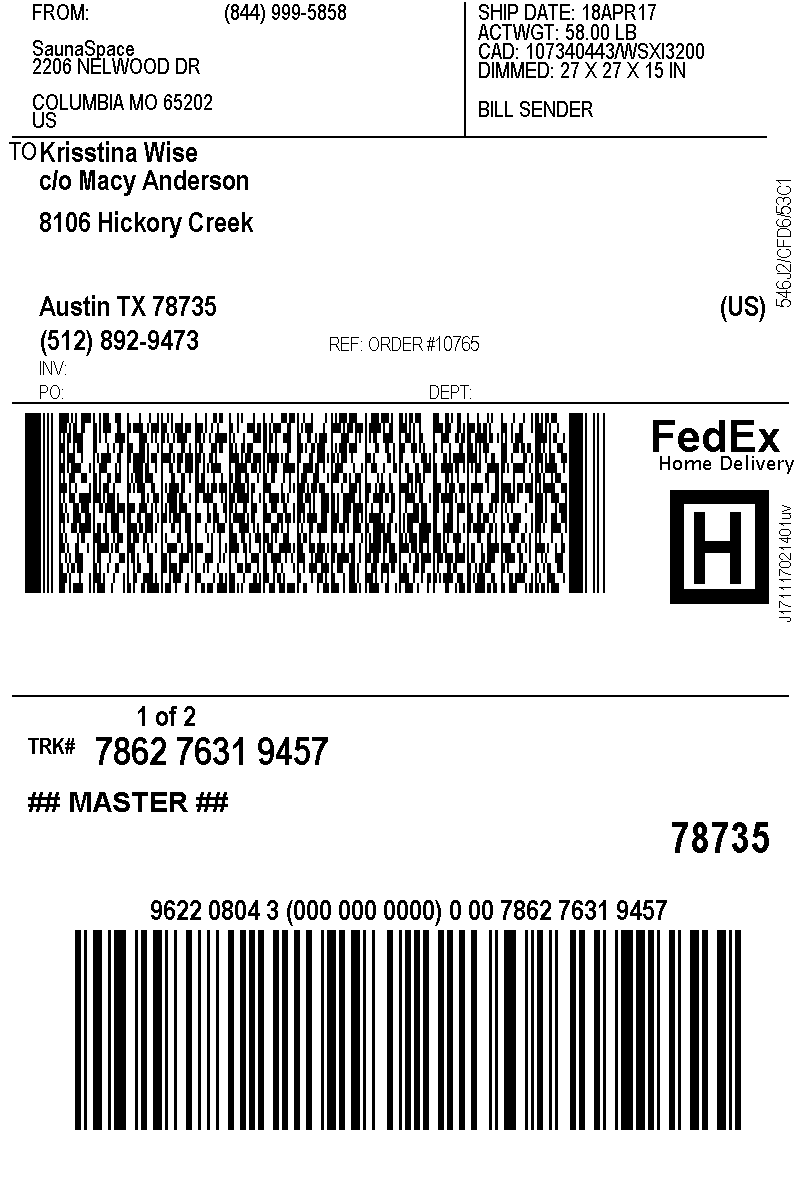 FROM: (844) 999-5858
SaunaSpace
2206 NELWOOD DR
COLUMBIA MO 65202
US
SHIP DATE: 18APR17
ACTWGT: 58.00 LB
CAD: 107340443/WSXI3200
DIMMED: 27 X 27 X 15 IN
BILL SENDER
TO Krisstina Wise
c/o Macy Anderson
8106 Hickory Creek
Austin TX 78735 (US)
(512) 892-9473 REF: ORDER #10765
INV:
PO: DEPT:
546J2/CFD6/53C1
FedEx
Home Delivery
H
J171117021401uv
1 of 2
TRK# 7862 7631 9457
## MASTER ##
78735
9622 0804 3 (000 000 0000) 0 00 7862 7631 9457